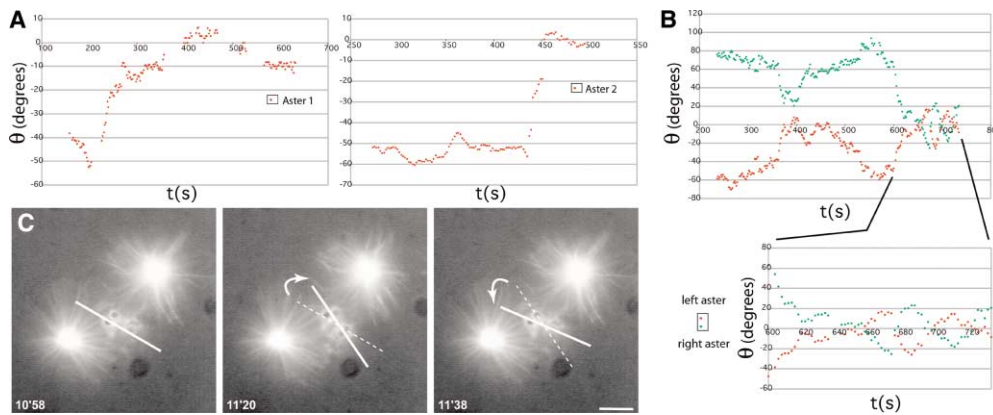 A
10
0
-10
-20
-30
-40
-50
-60
100 200 300 400 500 600 700
θ (degrees)
Aster 1
t(s)
10
0
-10
-20
-30
-40
-50
-60
-70
250 300 350 400 450 500 550
Aster 2
t(s)
B
120
100
80
60
40
20
0
-20
-40
-60
-80
200 300 400 500 600 700 800
θ (degrees)
t(s)
80
60
40
20
0
-20
-40
-60
600 620 640 660 680 700 720
θ (degrees)
left aster
right aster
t(s)
C
10'58
11'20
11'38